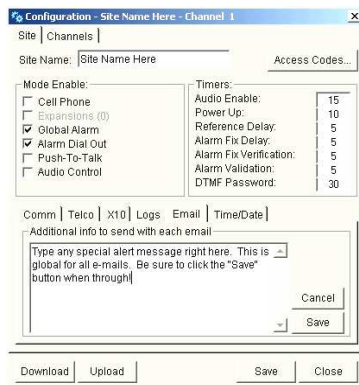 Configuration - Site Name Here - Channel 1
Site Channels
Site Name: Site Name Here Access Codes...
Mode Enable:
Cell Phone
Expansions (0)
Global Alarm
Alarm Dial Out
Push-To-Talk
Audio Control
Timers:
Audio Enable: 15
Power Up: 10
Reference Delay: 5
Alarm Fix Delay: 5
Alarm Fix Verification: 5
Alarm Validation: 5
DTMF Password: 30
Comm Telco X10 Logs Email Time/Date
Additional info to send with each email
Type any special alert message right here. This is
global for all e-mails. Be sure to click the "Save"
button when through!
Cancel
Save
Download Upload Save Close